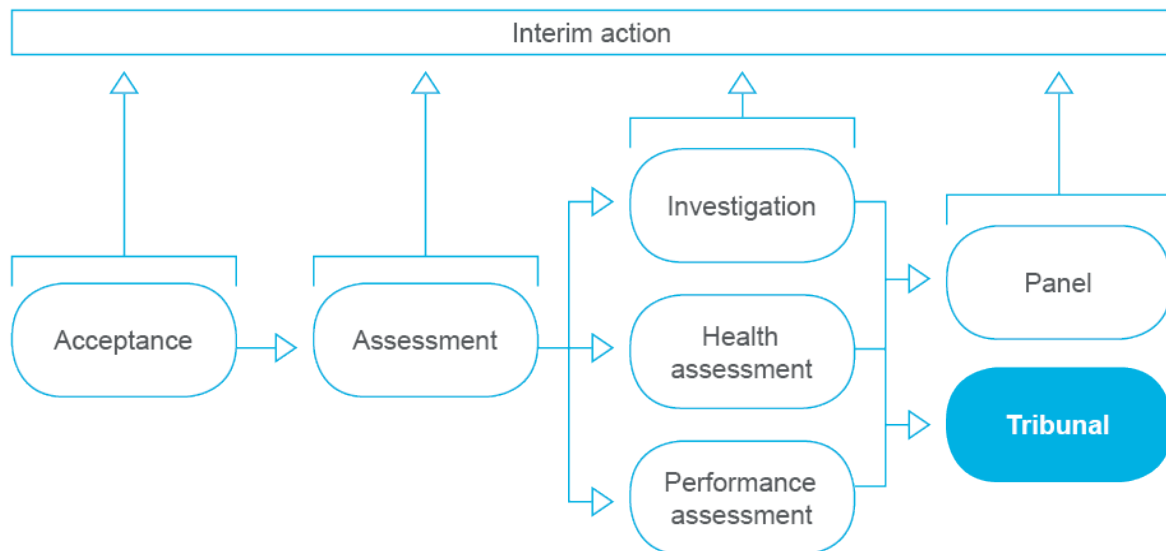 Interim action
Acceptance
Assessment
Investigation
Health
assessment
Performance
assessment
Panel
Tribunal